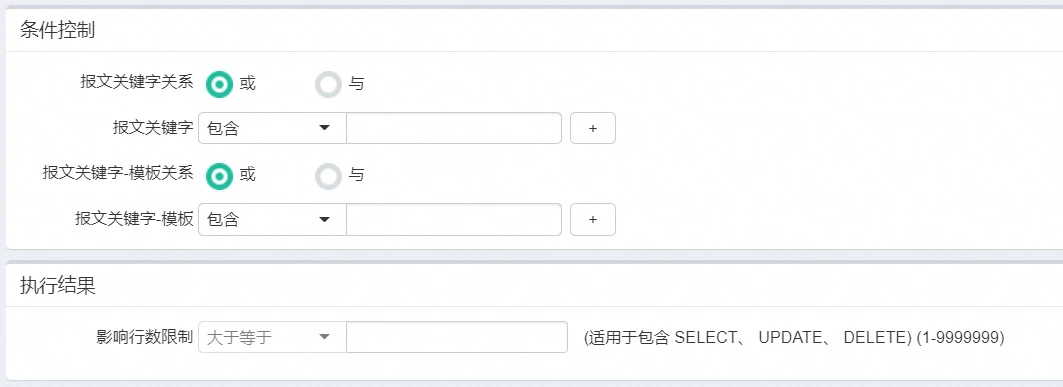 条件控制
报文关键字关系 或 与
报文关键字 包含 +
报文关键字-模板关系 或 与
报文关键字-模板 包含 +
执行结果
影响行数限制 大于等于 (适用于包含 SELECT、 UPDATE、 DELETE) (1-9999999)